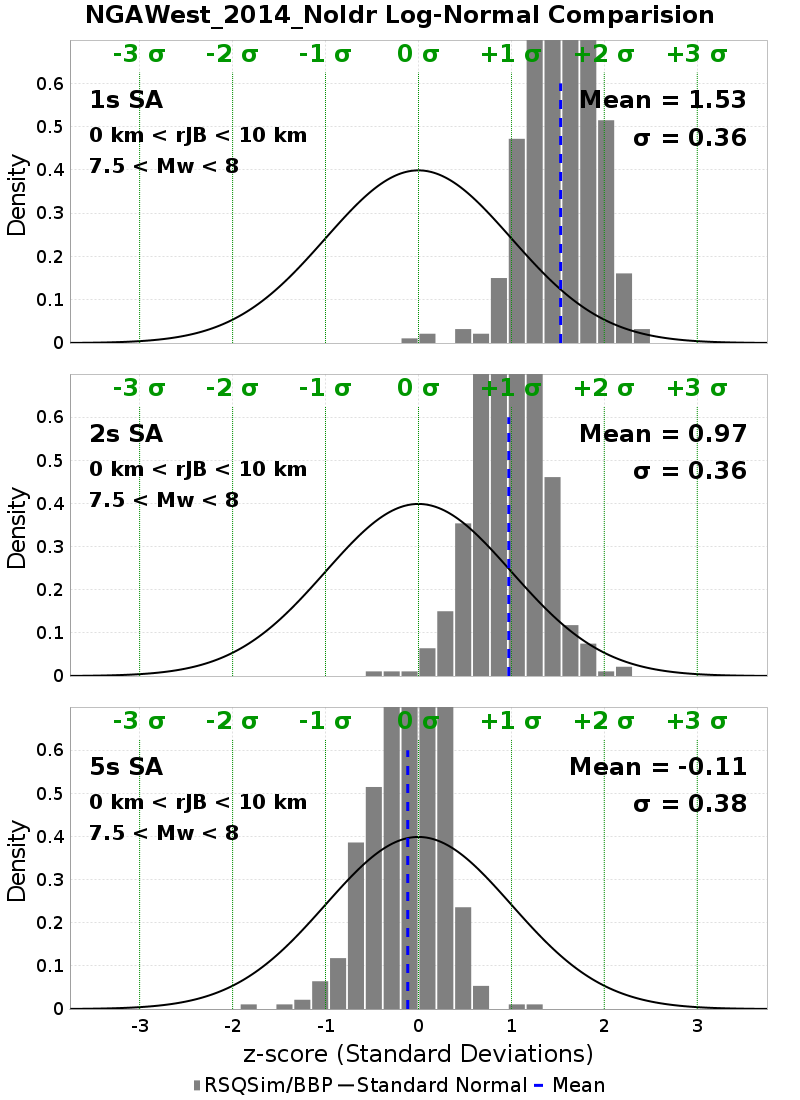 NGAWest_2014_NoIdr Log-Normal Comparision
-3 σ -2 σ -1 σ 0 σ +1 σ +2 σ +3 σ
1s SA
Mean = 1.53
0 km < rJB < 10 km
σ = 0.36
7.5 < Mw < 8
Density
0.6
0.5
0.4
0.3
0.2
0.1
0
-3 σ -2 σ -1 σ 0 σ +1 σ +2 σ +3 σ
2s SA
Mean = 0.97
0 km < rJB < 10 km
σ = 0.36
7.5 < Mw < 8
Density
0.6
0.5
0.4
0.3
0.2
0.1
0
-3 σ -2 σ -1 σ 0 σ +1 σ +2 σ +3 σ
5s SA
Mean = -0.11
0 km < rJB < 10 km
σ = 0.38
7.5 < Mw < 8
Density
0.6
0.5
0.4
0.3
0.2
0.1
0
-3 -2 -1 0 1 2 3
z-score (Standard Deviations)
RSQSim/BBP Standard Normal Mean